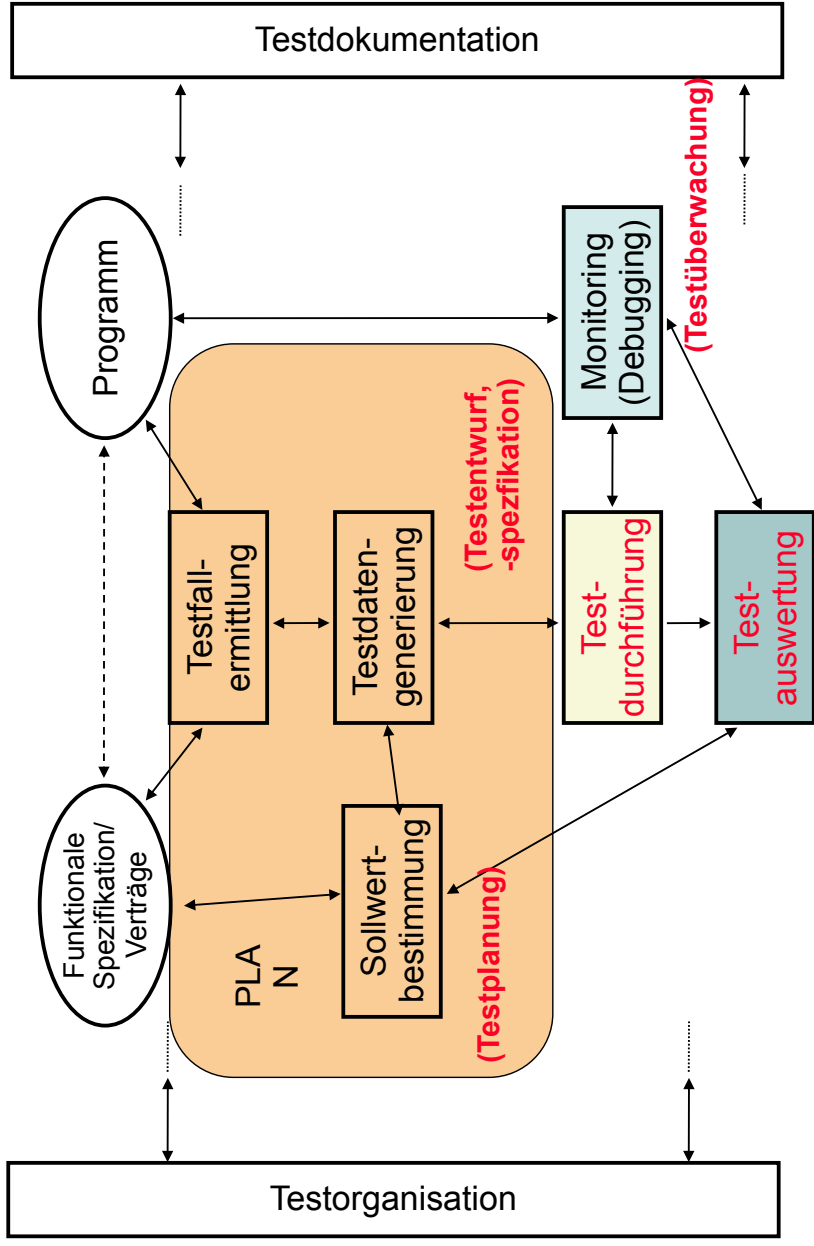 Testorganisation
Funktionale
Spezifikation/
Verträge
Programm
PLA
N
Testfall-
ermittlung
Sollwert-
bestimmung
Testdaten-
generierung
(Testplanung)
(Testentwurf,
-spezfikation)
Test-
durchführung
Monitoring
(Debugging)
(Testüberwachung)
Test-
auswertung
Testdokumentation